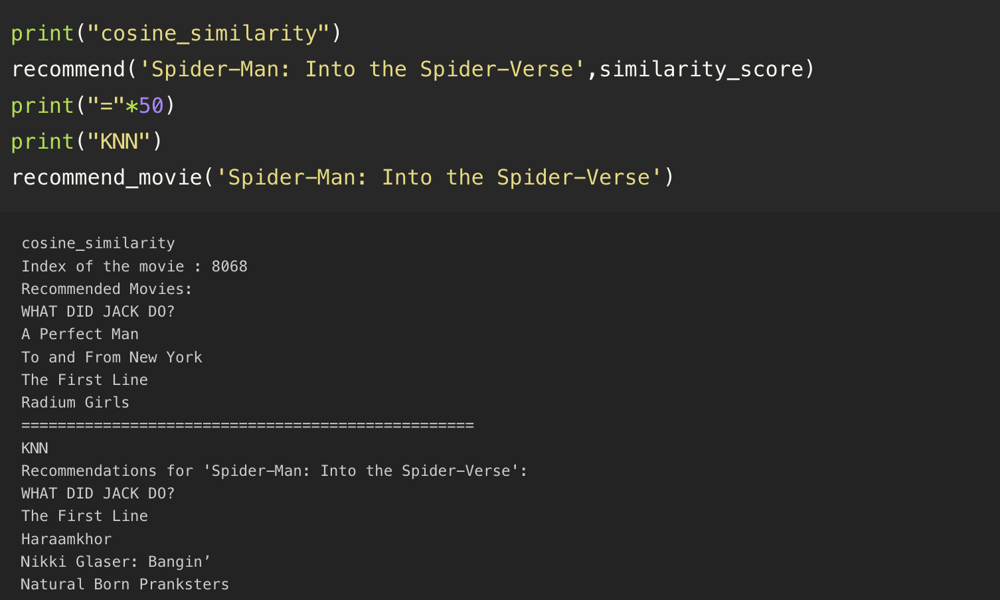 print("cosine_similarity")
recommend('Spider-Man: Into the Spider-Verse',similarity_score)
print("="*50)
print("KNN")
recommend_movie('Spider-Man: Into the Spider-Verse')
cosine_similarity
Index of the movie : 8068
Recommended Movies:
WHAT DID JACK DO?
A Perfect Man
To and From New York
The First Line
Radium Girls
==================================================
KNN
Recommendations for 'Spider-Man: Into the Spider-Verse':
WHAT DID JACK DO?
The First Line
Haraamkhor
Nikki Glaser: Bangin’
Natural Born Pranksters